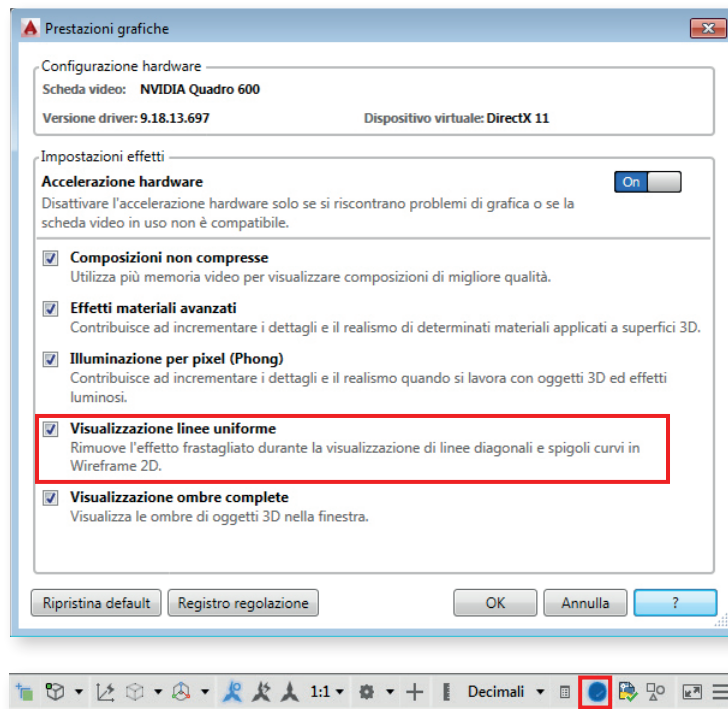 Prestazioni grafiche
Configurazione hardware
Scheda video: NVIDIA Quadro 600
Versione driver: 9.18.13.697 Dispositivo virtuale: DirectX 11
Impostazioni effetti
Accelerazione hardware On
Disattivare l'accelerazione hardware solo se si riscontrano problemi di grafica o se la
scheda video in uso non è compatibile.
Composizioni non compresse
Utilizza più memoria video per visualizzare composizioni di migliore qualità.
Effetti materiali avanzati
Contribuisce ad incrementare i dettagli e il realismo di determinati materiali applicati a superfici 3D.
Illuminazione per pixel (Phong)
Contribuisce ad incrementare i dettagli e il realismo quando si lavora con oggetti 3D ed effetti
luminosi.
Visualizzazione linee uniforme
Rimuove l'effetto frastagliato durante la visualizzazione di linee diagonali e spigoli curvi in
Wireframe 2D.
Visualizzazione ombre complete
Visualizza le ombre di oggetti 3D nella finestra.
Ripristina default Registro regolazione OK Annulla ?
1:1 Decimali